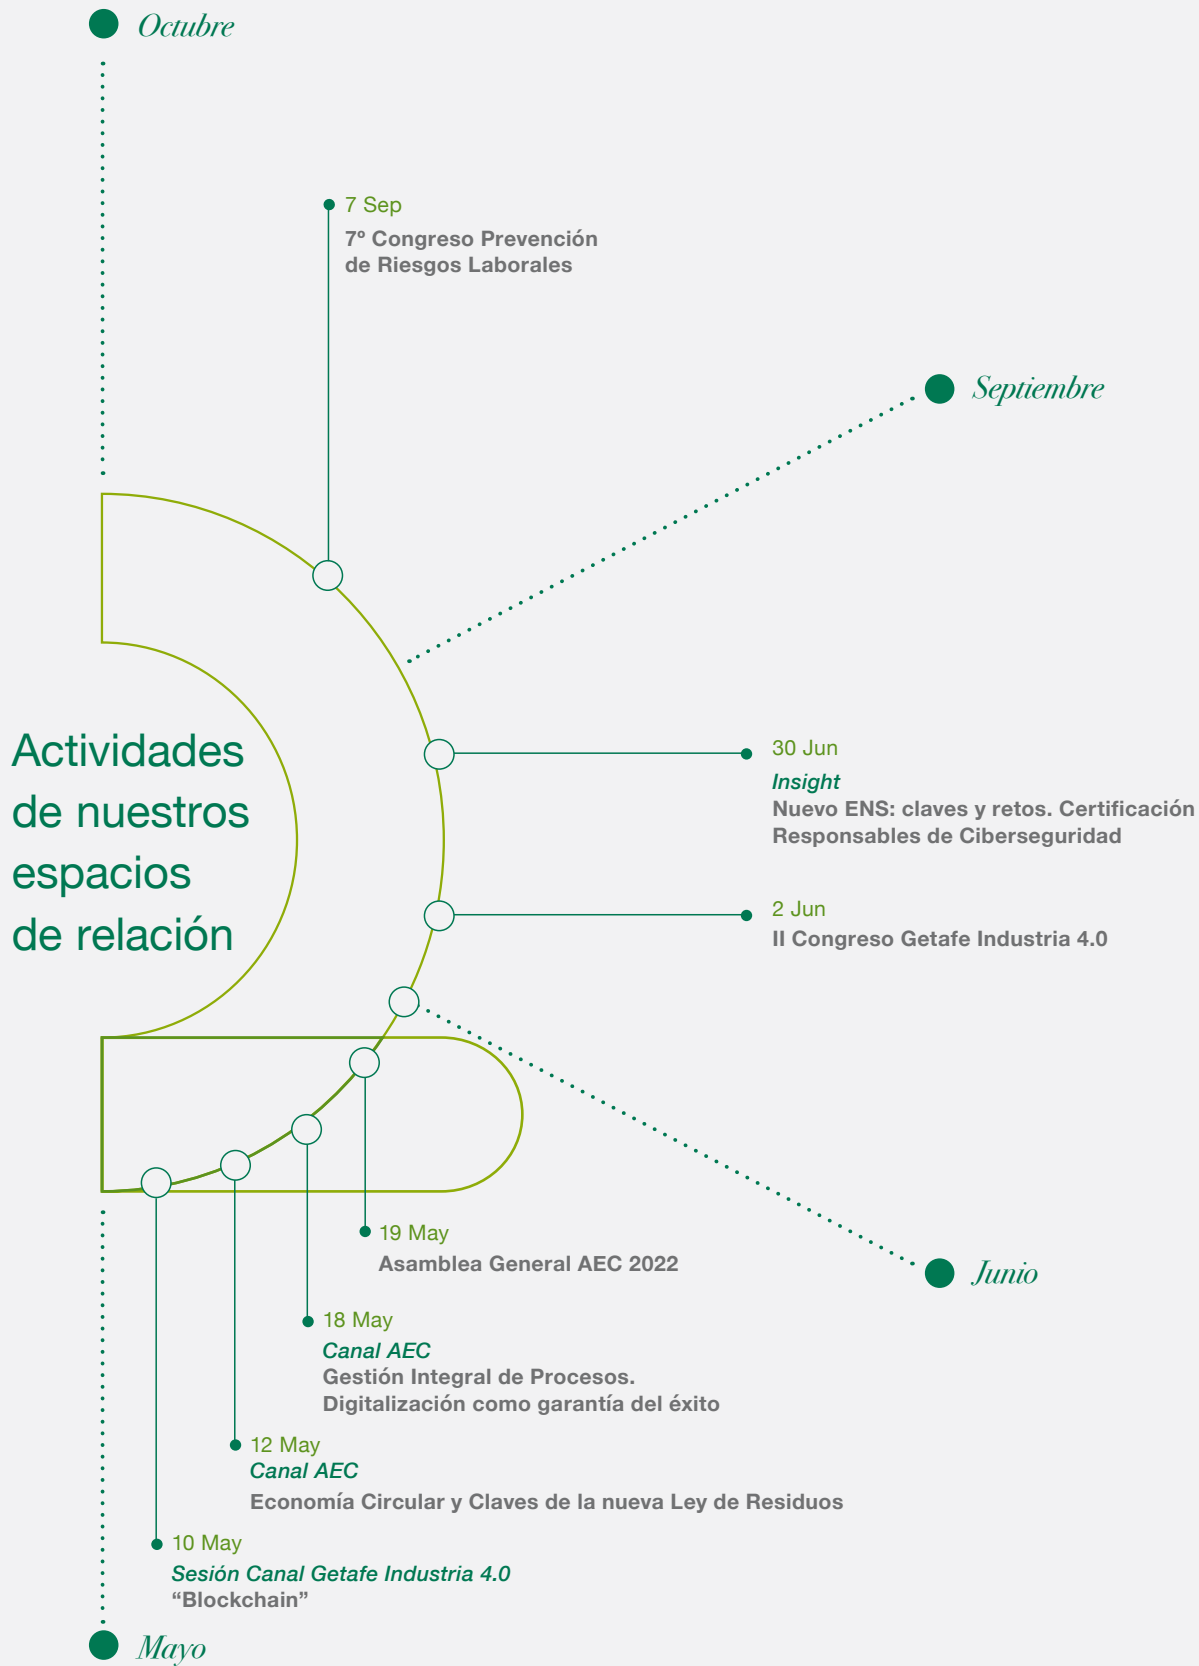 Octubre
7 Sep
7º Congreso Prevención
de Riesgos Laborales
Septiembre
Actividades
de nuestros
espacios
de relación
30 Jun
Insight
Nuevo ENS: claves y retos. Certificación
Responsables de Ciberseguridad
2 Jun
II Congreso Getafe Industria 4.0
19 May
Asamblea General AEC 2022
Junio
18 May
Canal AEC
Gestión Integral de Procesos.
Digitalización como garantía del éxito
12 May
Canal AEC
Economía Circular y Claves de la nueva Ley de Residuos
10 May
Sesión Canal Getafe Industria 4.0
“Blockchain”
Mayo